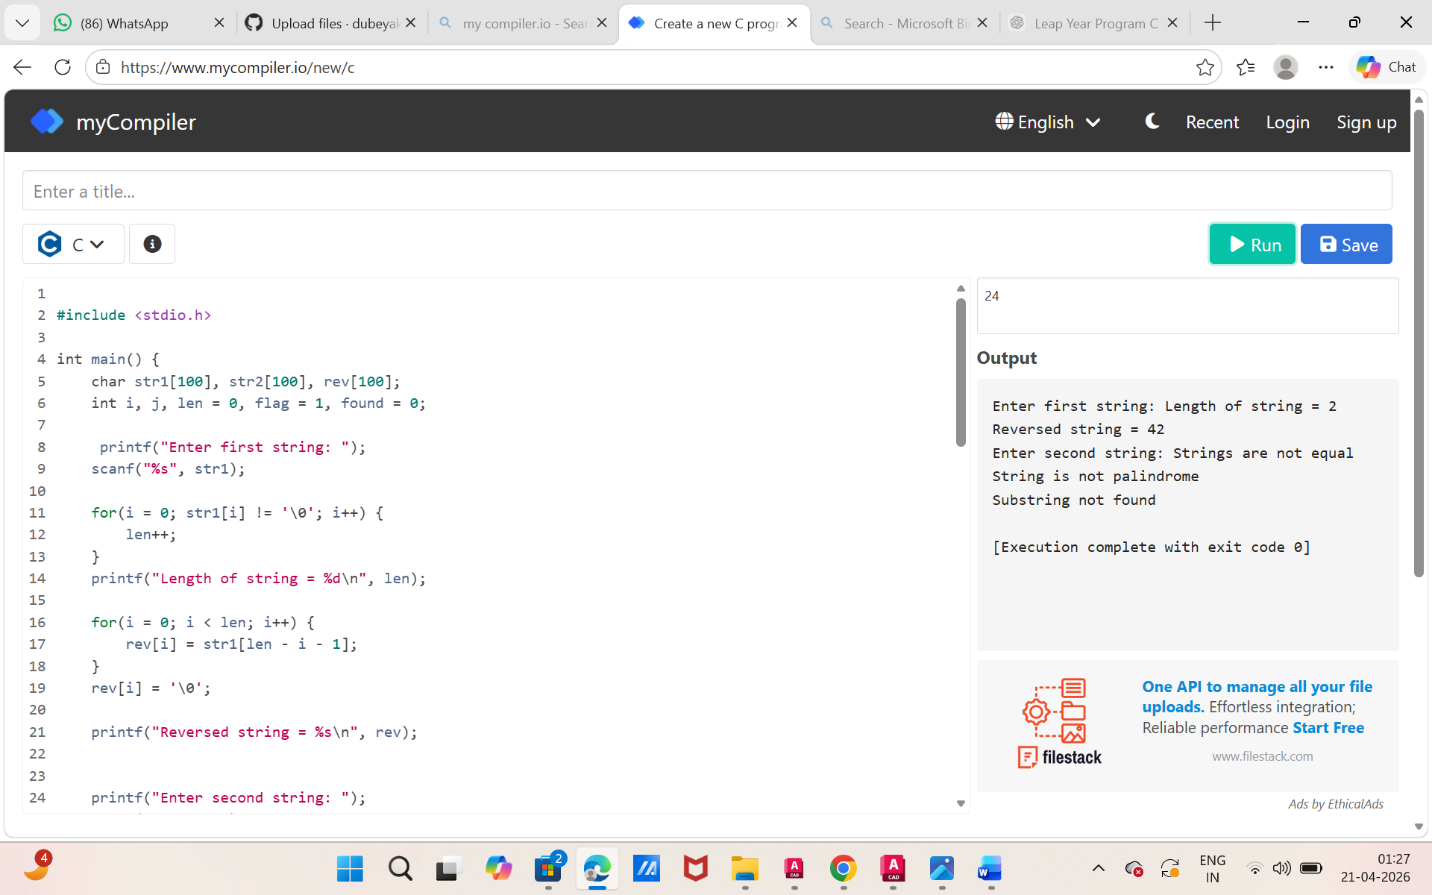 (86) WhatsApp
Upload files · dubeyak
my compiler.io - Sear
Create a new C progr
Search - Microsoft Bi
Leap Year Program C
https://www.mycompiler.io/new/c
Chat
myCompiler
English
Recent
Login
Sign up
Enter a title...
C
Run
Save
1
2 #include <stdio.h>
3
4 int main() {
5     char str1[100], str2[100], rev[100];
6     int i, j, len = 0, flag = 1, found = 0;
7
8      printf("Enter first string: ");
9     scanf("%s", str1);
10
11     for(i = 0; str1[i] != '\0'; i++) {
12         len++;
13     }
14     printf("Length of string = %d\n", len);
15
16     for(i = 0; i < len; i++) {
17         rev[i] = str1[len - i - 1];
18     }
19     rev[i] = '\0';
20
21     printf("Reversed string = %s\n", rev);
22
23
24     printf("Enter second string: ");
24
Output
Enter first string: Length of string = 2
Reversed string = 42
Enter second string: Strings are not equal
String is not palindrome
Substring not found
[Execution complete with exit code 0]
filestack
One API to manage all your file
uploads. Effortless integration;
Reliable performance Start Free
www.filestack.com
Ads by EthicalAds
4
2
A
CAD
A
CAD
W
ENG
IN
01:27
21-04-2026